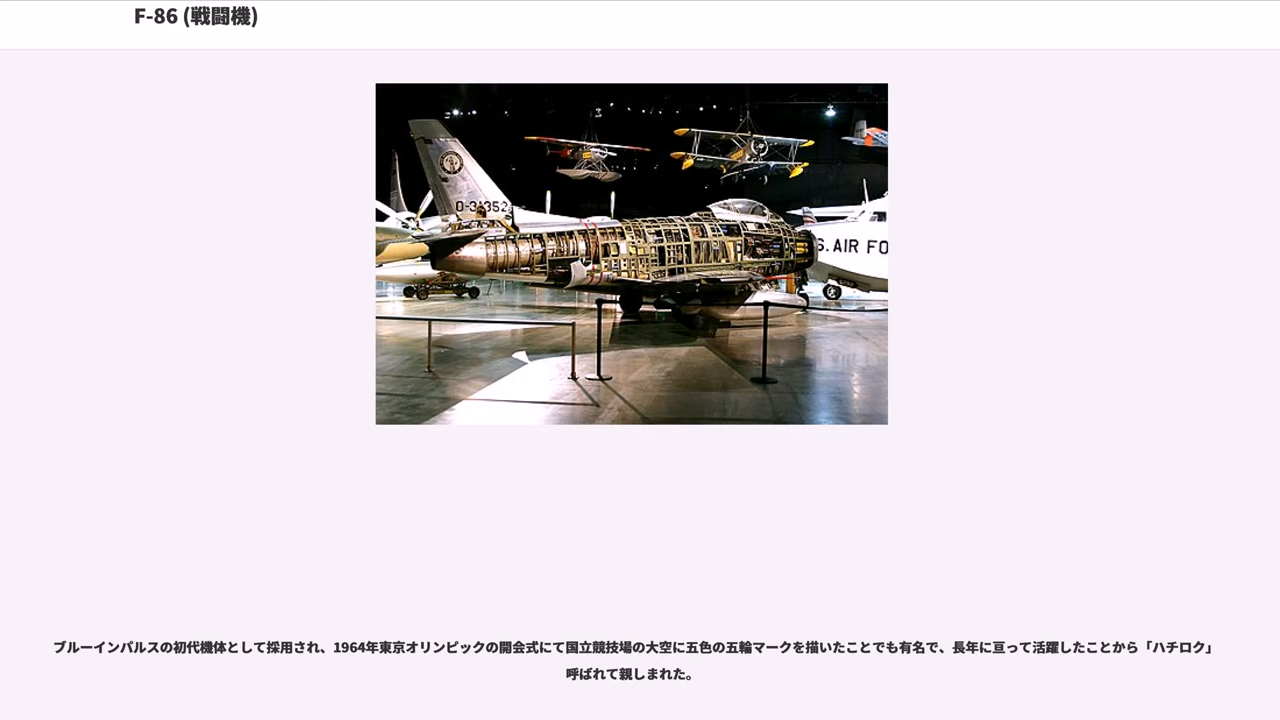 F-86 (戦闘機)
O-31352
S. AIR FO
ブルーインパルスの初代機体として採用され、1964年東京オリンピックの開会式にて国立競技場の大空に五色の五輪マークを描いたことでも有名で、長年に亘って活躍したことから「ハチロク」
呼ばれて親しまれた。